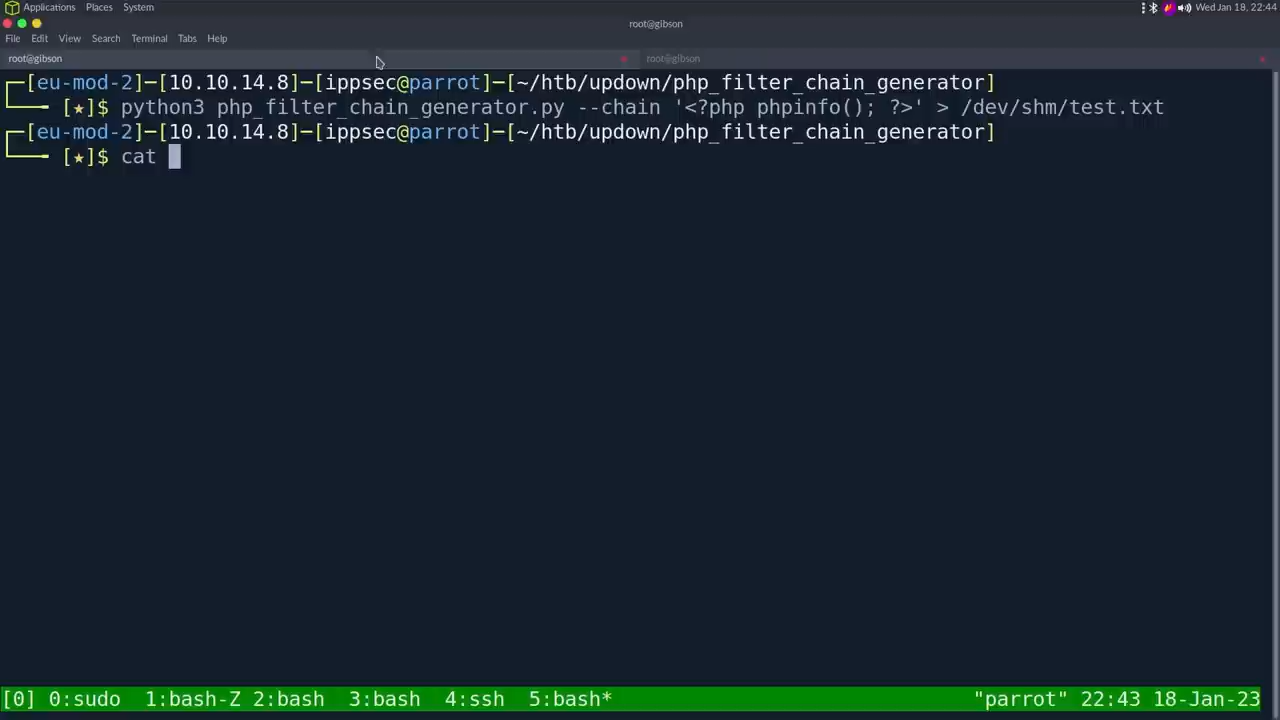 Applications Places System Wed Jan 18, 22:44
root@gibson
File Edit View Search Terminal Tabs Help
root@gibson root@gibson
[eu-mod-2]─[10.10.14.8]─[ippsec@parrot]─[~/htb/updown/php_filter_chain_generator]
[★]$ python3 php_filter_chain_generator.py --chain '<?php phpinfo(); ?>' > /dev/shm/test.txt
[eu-mod-2]─[10.10.14.8]─[ippsec@parrot]─[~/htb/updown/php_filter_chain_generator]
[★]$ cat
[0] 0:sudo 1:bash-Z 2:bash 3:bash 4:ssh 5:bash* "parrot" 22:43 18-Jan-23